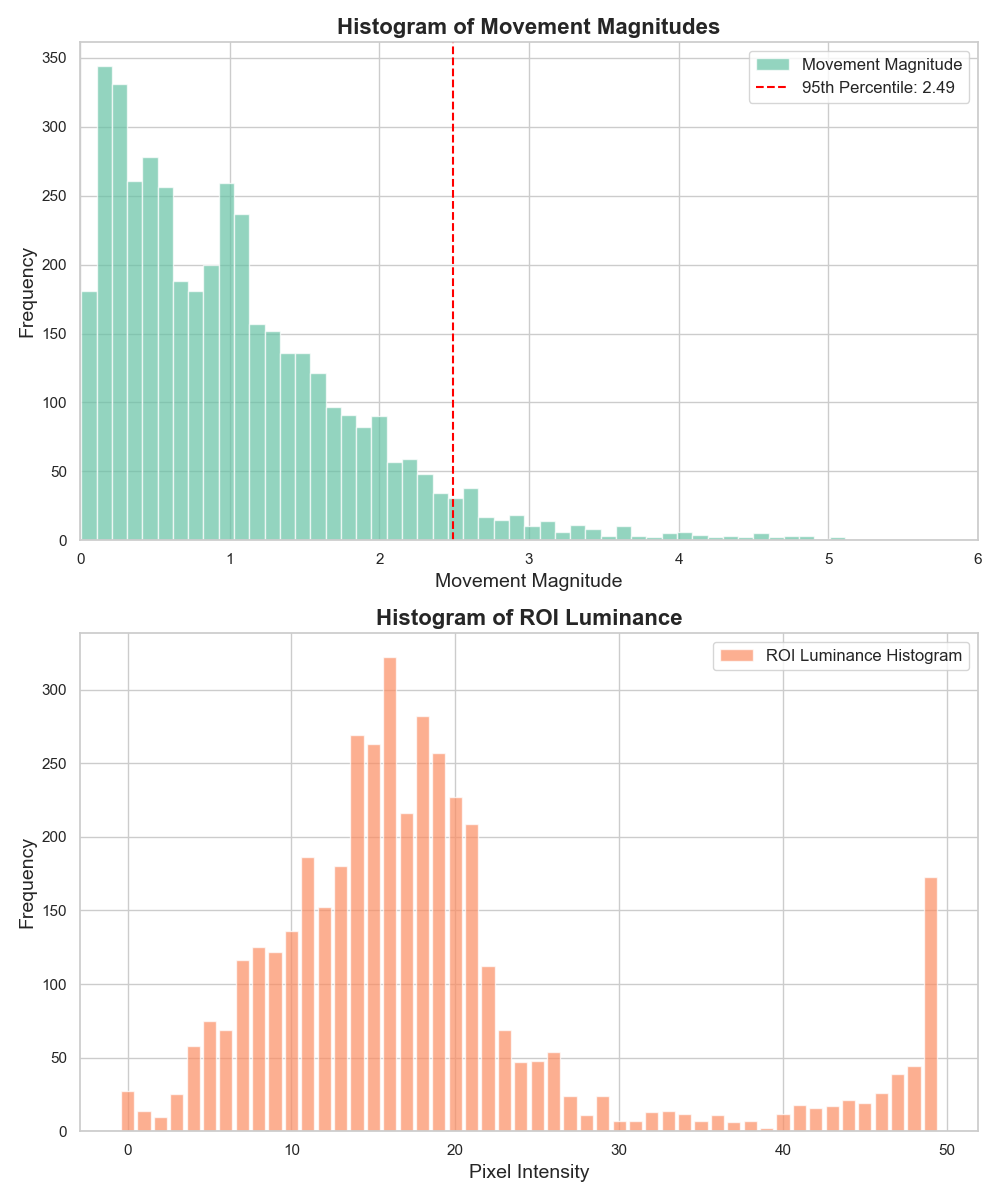 Histogram of Movement Magnitudes
350
300
250
200
150
100
50
0
Frequency
Movement Magnitude
95th Percentile: 2.49
0 1 2 3 4 5 6
Movement Magnitude
Histogram of ROI Luminance
300
250
200
150
100
50
0
Frequency
ROI Luminance Histogram
0 10 20 30 40 50
Pixel Intensity